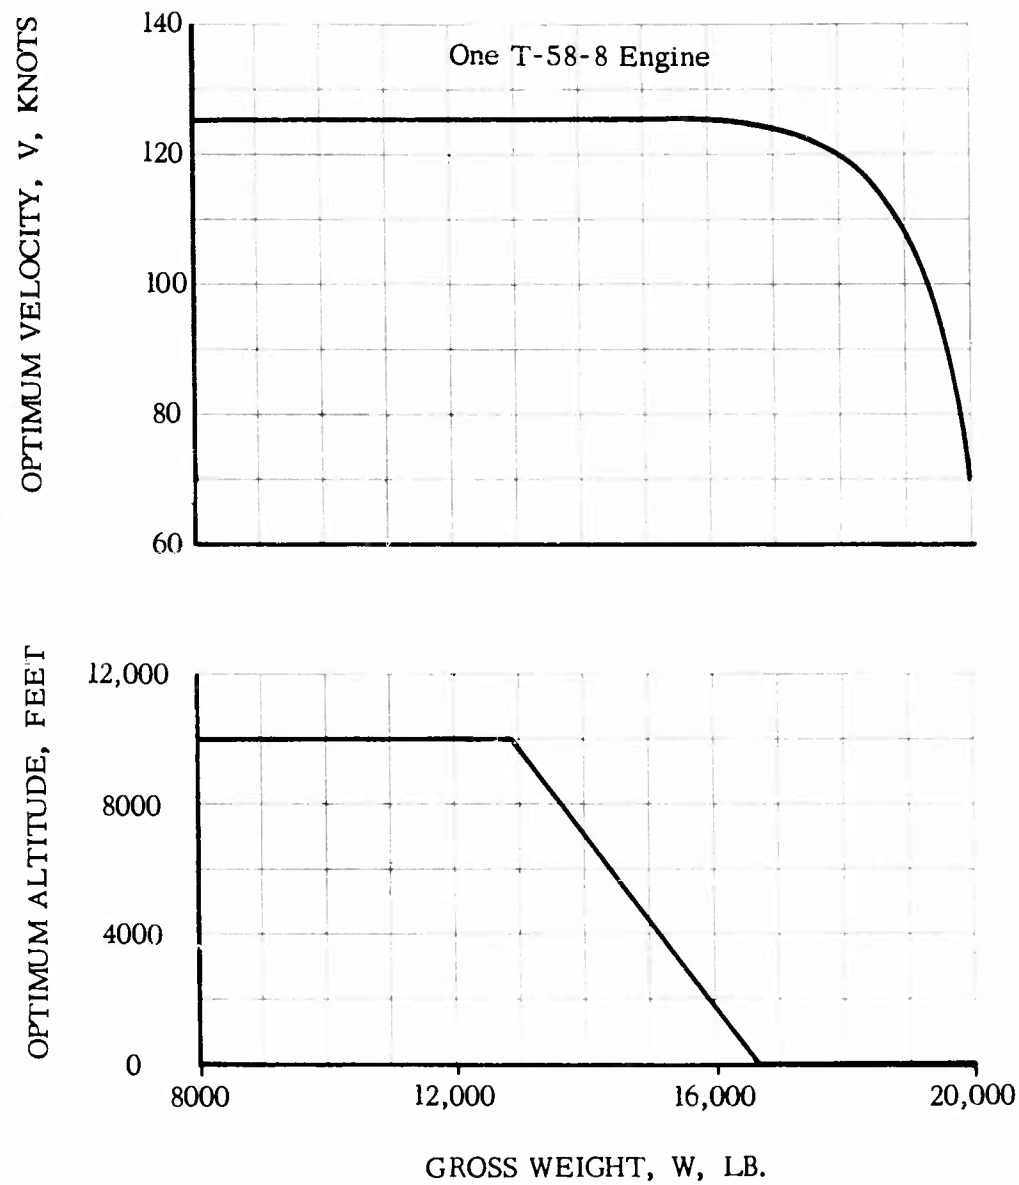 OPTIMUM VELOCITY, V, KNOTS
One T-58-8 Engine
140
120
100
80
60
OPTIMUM ALTITUDE, FEET
12,000
8000
4000
0
8000 12,000 16,000 20,000
GROSS WEIGHT, W, LB.